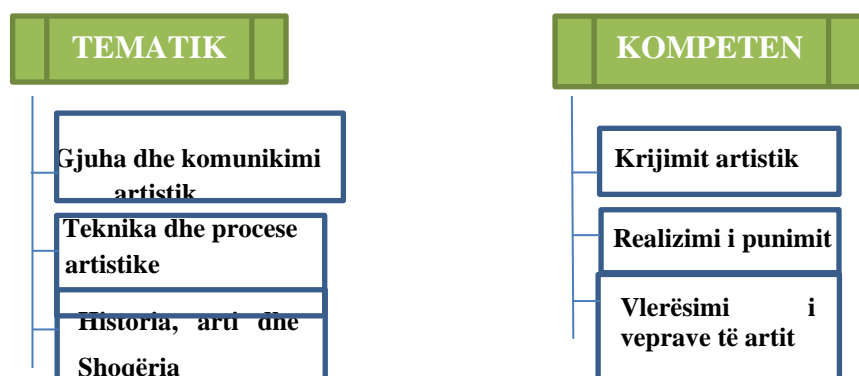 TEMATIK
Gjuha dhe komunikimi
artistik
Teknika dhe procese
artistike
Historia, arti dhe
Shoqëria
KOMPETEN
Krijimit artistik
Realizimi i punimit
Vlerësimi i
veprave të artit